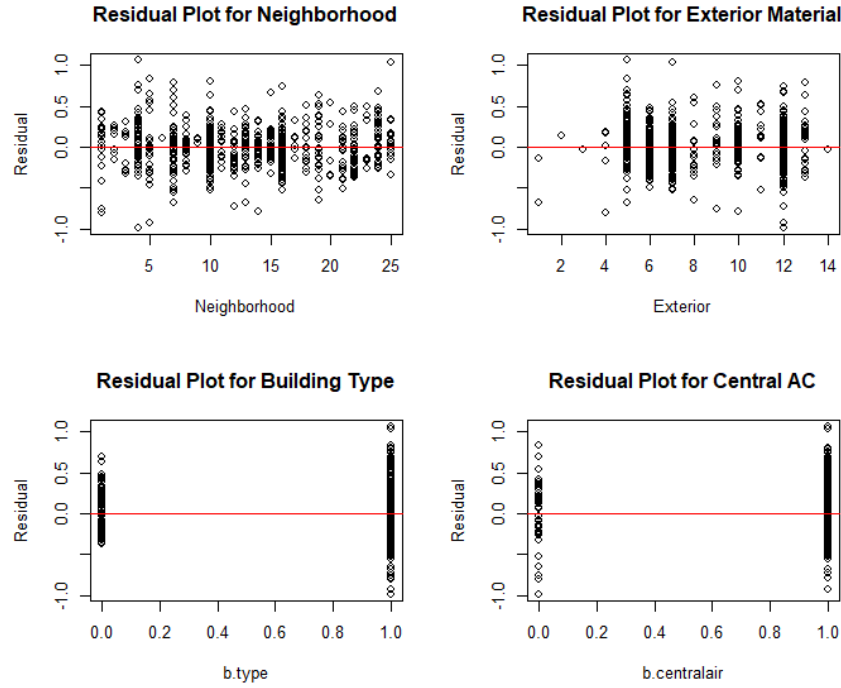 Residual Plot for Neighborhood
Residual
1.0
0.5
0.0
-1.0
5 10 15 20 25
Neighborhood
Residual Plot for Exterior Material
Residual
1.0
0.5
0.0
-1.0
2 4 6 8 10 12 14
Exterior
Residual Plot for Building Type
Residual
1.0
0.5
0.0
-1.0
0.0 0.2 0.4 0.6 0.8 1.0
b.type
Residual Plot for Central AC
Residual
1.0
0.5
0.0
-1.0
0.0 0.2 0.4 0.6 0.8 1.0
b.centralair